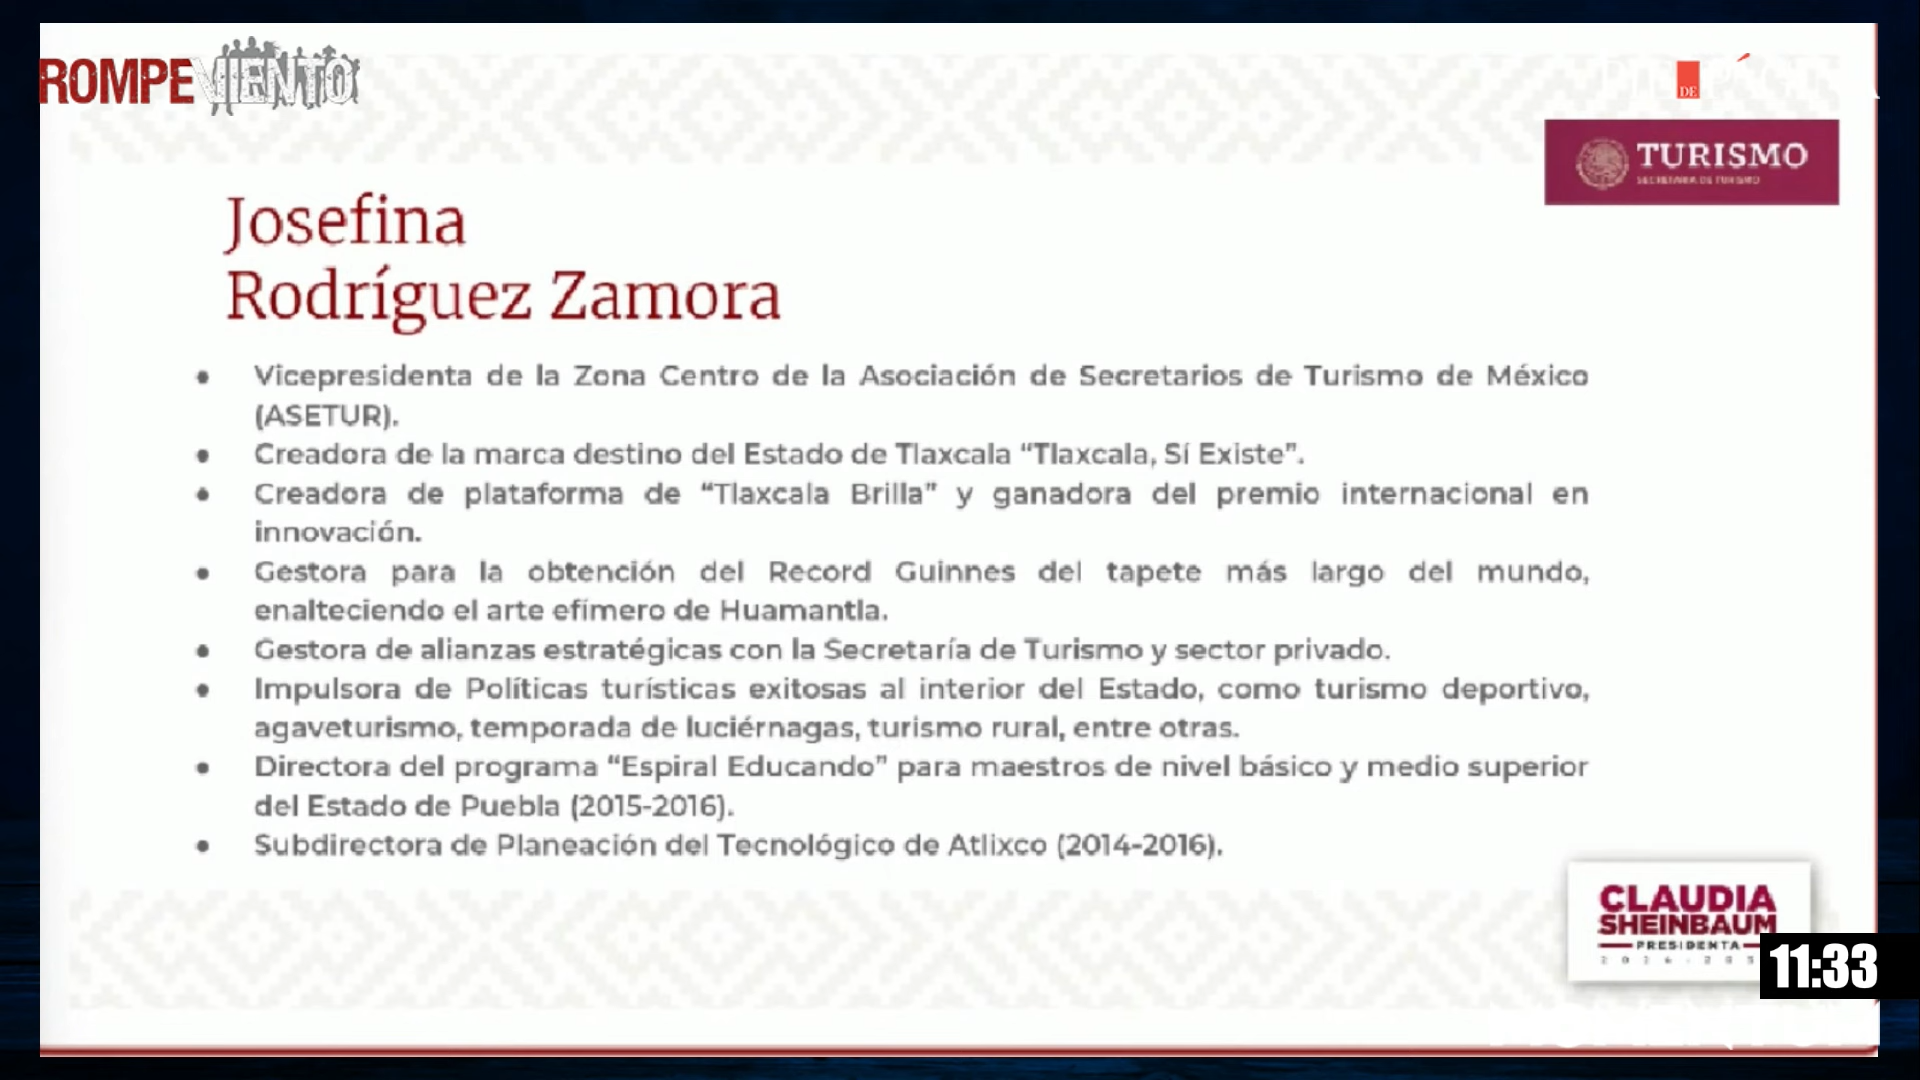 ROMPEVIENTO
DE
TURISMO
SECRETARÍA DE TURISMO
Josefina
Rodríguez Zamora
• Vicepresidenta de la Zona Centro de la Asociación de Secretarios de Turismo de México
(ASETUR).
• Creadora de la marca destino del Estado de Tlaxcala “Tlaxcala, Sí Existe”.
• Creadora de plataforma de “Tlaxcala Brilla” y ganadora del premio internacional en
innovación.
• Gestora para la obtención del Record Guinnes del tapete más largo del mundo,
enalteciendo el arte efímero de Huamantla.
• Gestora de alianzas estratégicas con la Secretaría de Turismo y sector privado.
• Impulsora de Políticas turísticas exitosas al interior del Estado, como turismo deportivo,
agaveturismo, temporada de luciérnagas, turismo rural, entre otras.
• Directora del programa “Espiral Educando” para maestros de nivel básico y medio superior
del Estado de Puebla (2015-2016).
• Subdirectora de Planeación del Tecnológico de Atlixco (2014-2016).
CLAUDIA
SHEINBAUM
PRESIDENTA
11:33